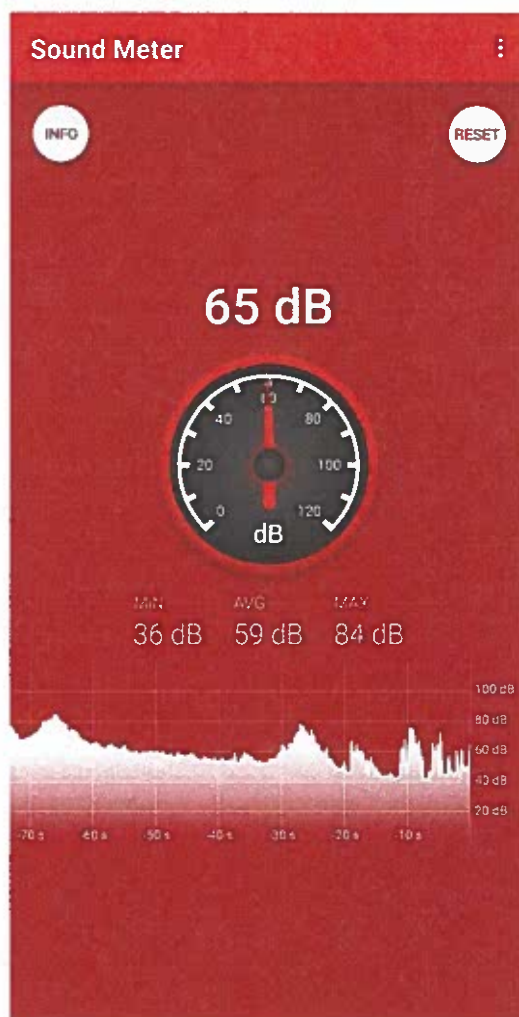 Sound Meter
INFO
RESET
65 dB
60
40
80
20
100
0
120
dB
MIN AVG MAX
36 dB 59 dB 84 dB
100 dB
80 dB
60 dB
40 dB
20 dB
-70 s -60 s -50 s -40 s -30 s -20 s -10 s